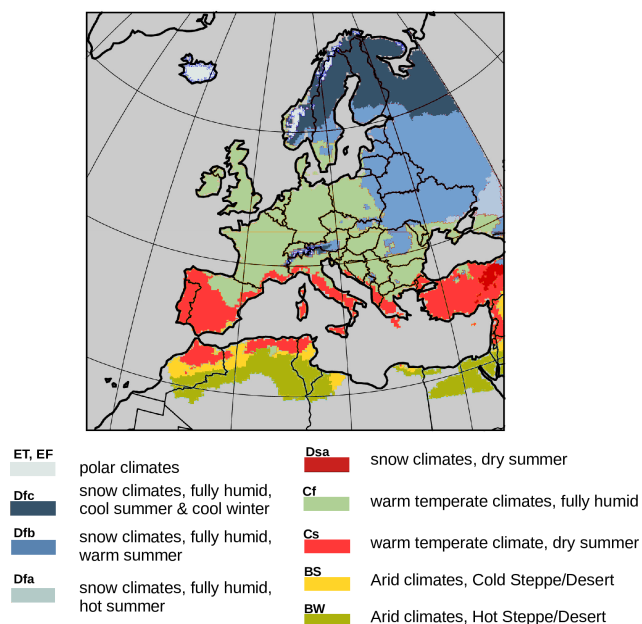 ET, EF
polar climates
Dfc
snow climates, fully humid,
cool summer & cool winter
Dfb
snow climates, fully humid,
warm summer
Dfa
snow climates, fully humid,
hot summer
Dsa
snow climates, dry summer
Cf
warm temperate climates, fully humid
Cs
warm temperate climate, dry summer
BS
Arid climates, Cold Steppe/Desert
BW
Arid climates, Hot Steppe/Desert